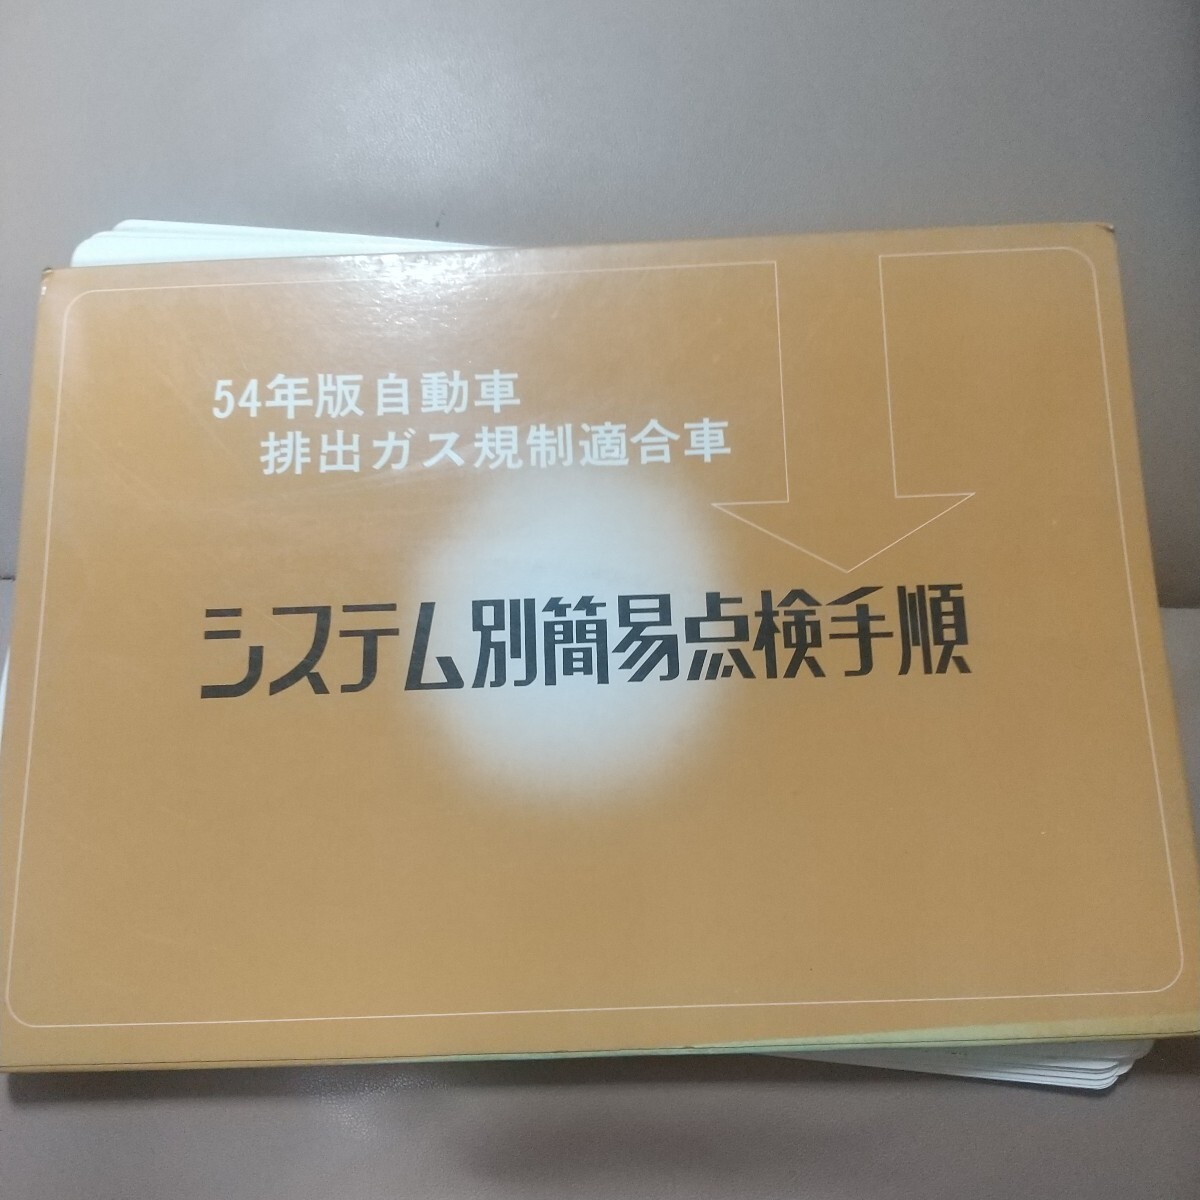 54年版自動車
排出ガス規制適合車
システム別簡易点検手順